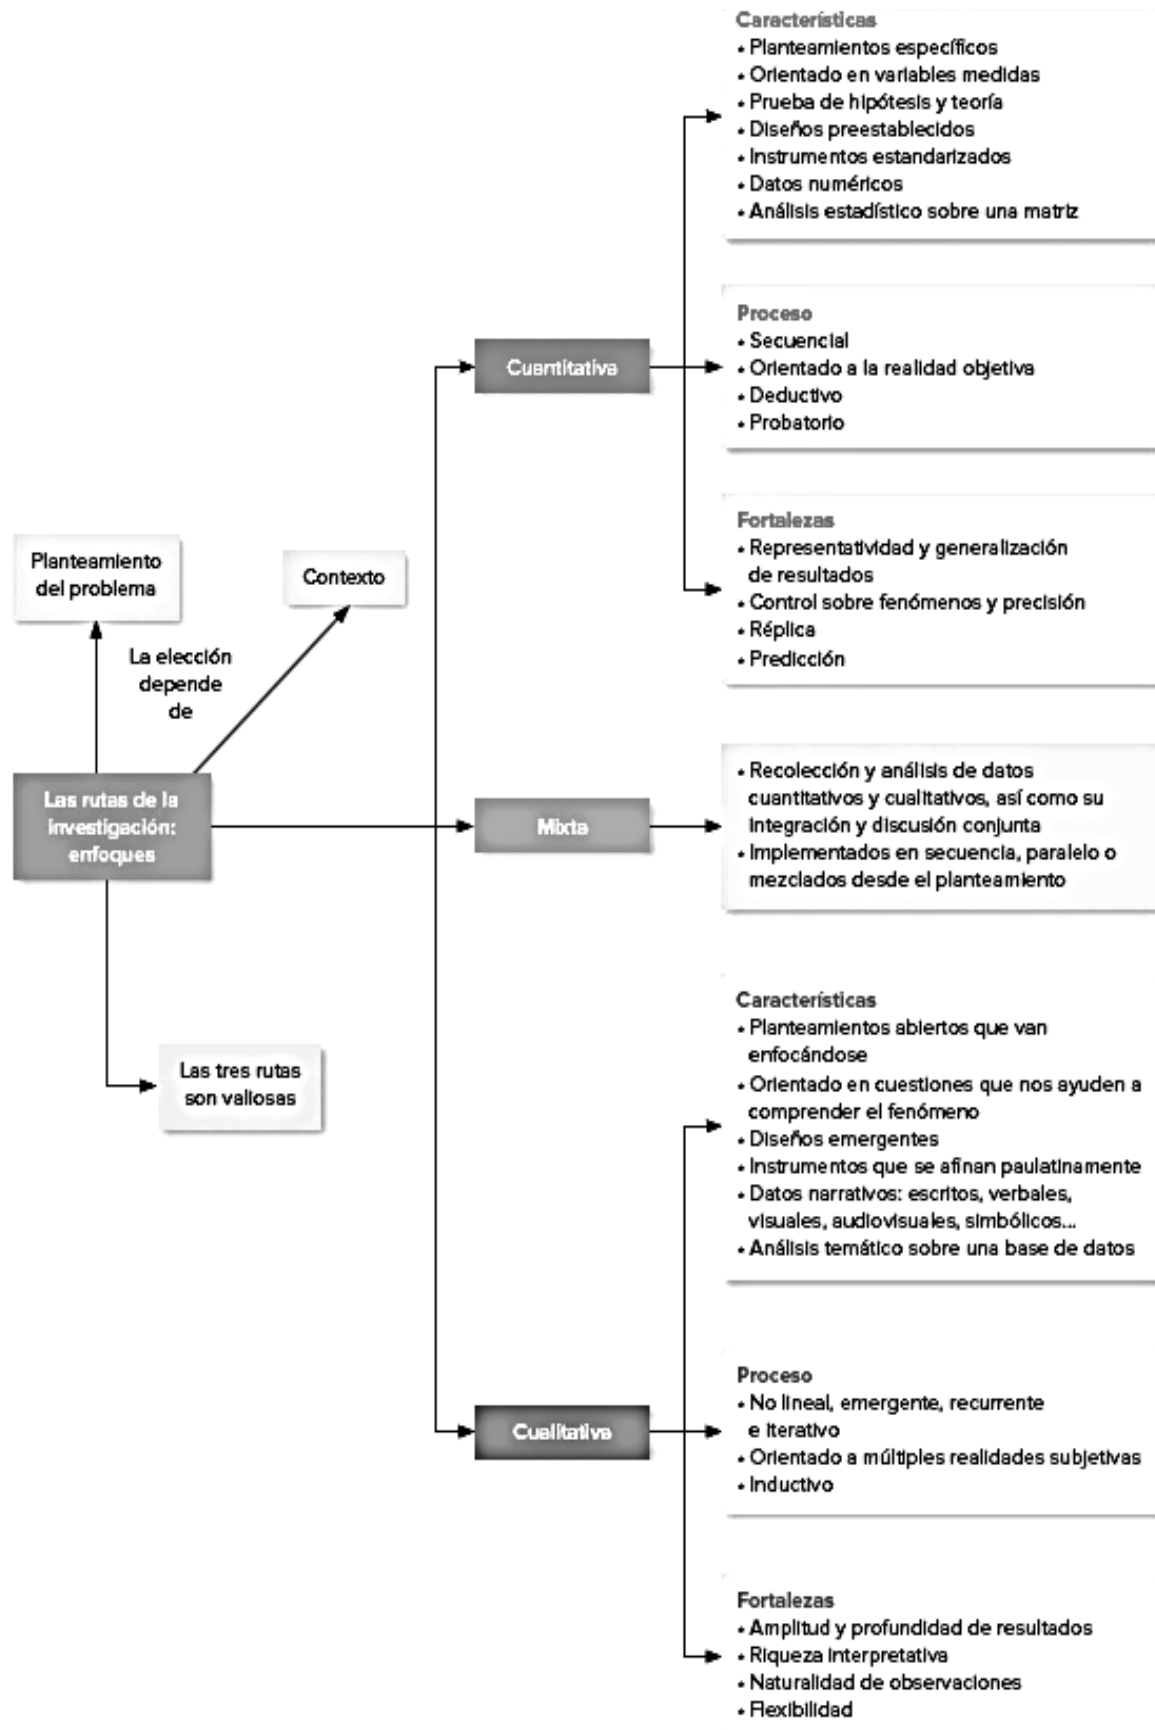 Características
• Planteamientos específicos
• Orientado en variables medidas
• Prueba de hipótesis y teoría
• Diseños preestablecidos
• Instrumentos estandarizados
• Datos numéricos
• Análisis estadístico sobre una matriz
Cuantitativa
Proceso
• Secuencial
• Orientado a la realidad objetiva
• Deductivo
• Probatorio
Fortalezas
• Representatividad y generalización
de resultados
• Control sobre fenómenos y precisión
• Réplica
• Predicción
Planteamiento
del problema
Contexto
La elección
depende
de
Las rutas de la
investigación:
enfoques
Mixta
• Recolección y análisis de datos
cuantitativos y cualitativos, así como su
integración y discusión conjunta
• Implementados en secuencia, paralelo o
mezclados desde el planteamiento
Las tres rutas
son valiosas
Características
• Planteamientos abiertos que van
enfocándose
• Orientado en cuestiones que nos ayuden a
comprender el fenómeno
• Diseños emergentes
• Instrumentos que se afinan paulatinamente
• Datos narrativos: escritos, verbales,
visuales, audiovisuales, simbólicos...
• Análisis temático sobre una base de datos
Cualitativa
Proceso
• No lineal, emergente, recurrente
e iterativo
• Orientado a múltiples realidades subjetivas
• Inductivo
Fortalezas
• Amplitud y profundidad de resultados
• Riqueza interpretativa
• Naturalidad de observaciones
• Flexibilidad